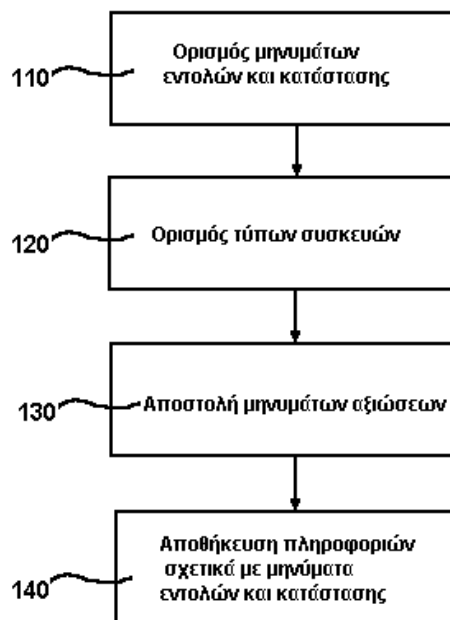 Ορισμός μηνυμάτων
εντολών και κατάστασης
110
Ορισμός τύπων συσκευών
120
Αποστολή μηνυμάτων αξιώσεων
130
Αποθήκευση πληροφοριών
σχετικά με μηνύματα
εντολών και κατάστασης
140